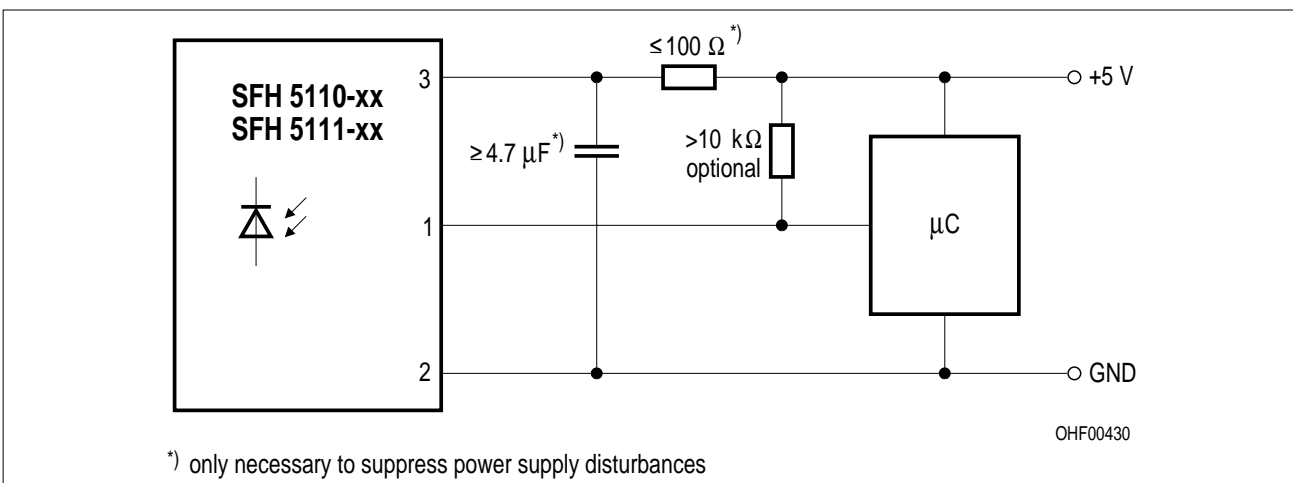 ≤100 Ω *)
3
+5 V
SFH 5110-xx
SFH 5111-xx
≥4.7 μF*)
>10 kΩ
optional
1
μC
2
GND
OHF00430
*) only necessary to suppress power supply disturbances